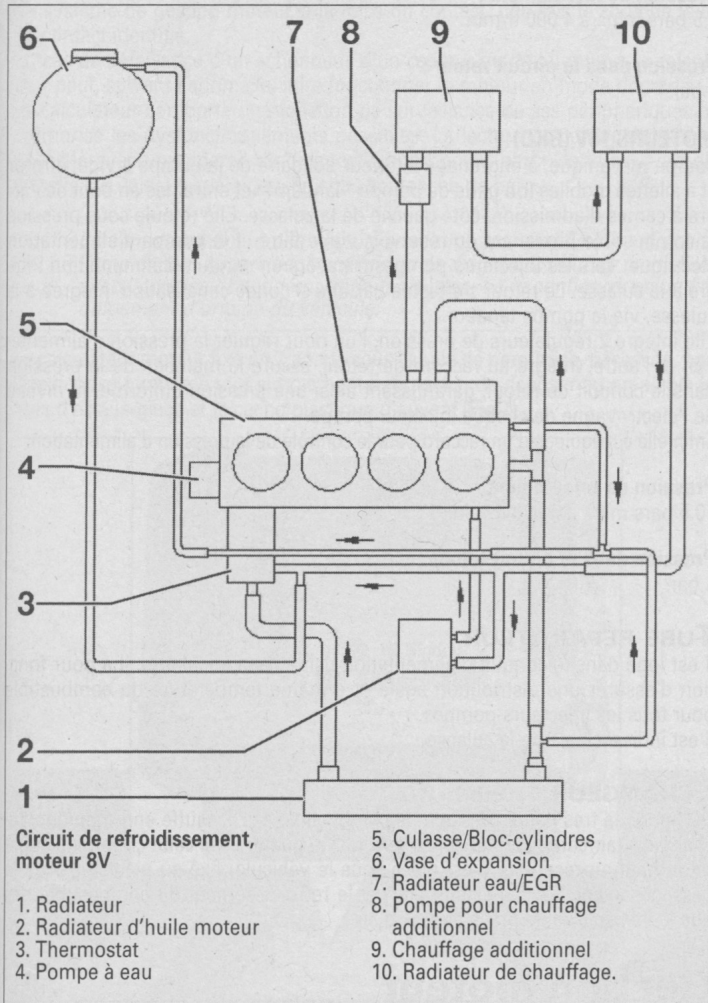 6
7
8
9
10
5
4
3
2
1
Circuit de refroidissement,
moteur 8V
1. Radiateur
2. Radiateur d'huile moteur
3. Thermostat
4. Pompe à eau
5. Culasse/Bloc-cylindres
6. Vase d'expansion
7. Radiateur eau/EGR
8. Pompe pour chauffage
additionnel
9. Chauffage additionnel
10. Radiateur de chauffage.